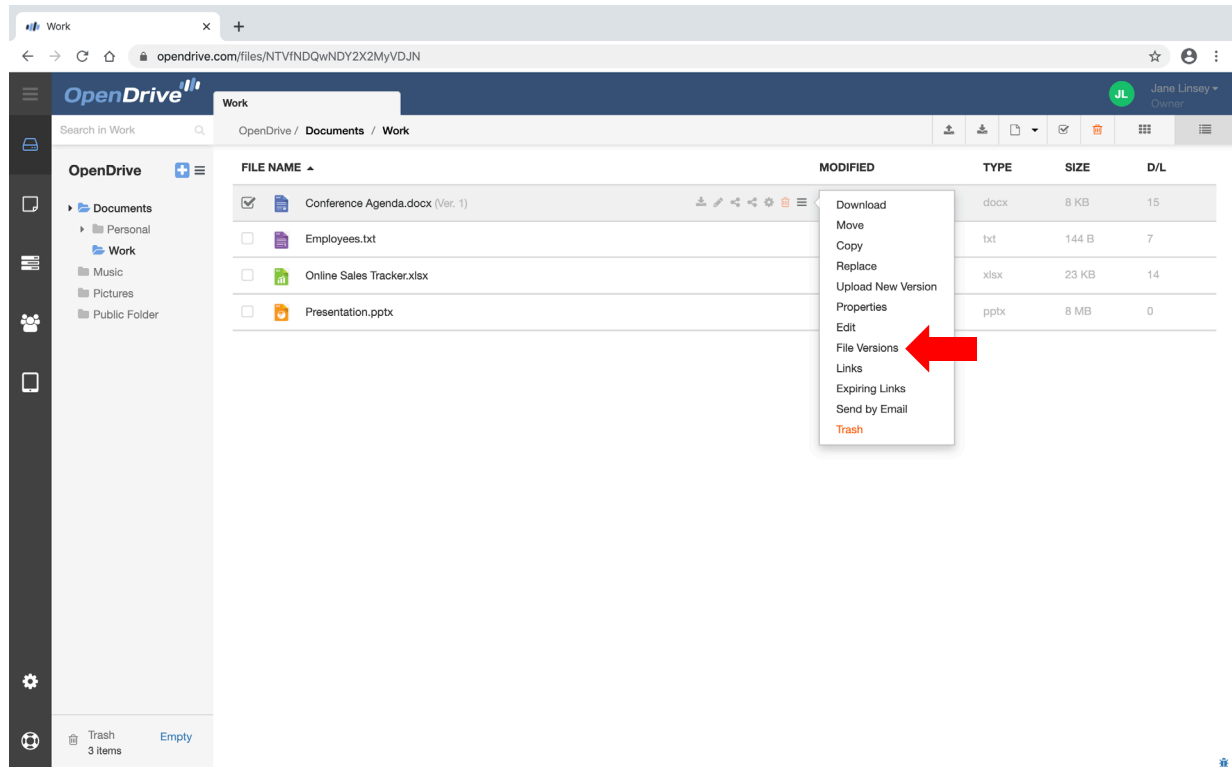 Work
opendrive.com/files/NTVfNDQwNDY2X2MyVDJN
OpenDrive
Work
JL
Jane Linsey
Owner
Search in Work
OpenDrive / Documents / Work
OpenDrive
Documents
Personal
Work
Music
Pictures
Public Folder
FILE NAME MODIFIED TYPE SIZE D/L
Conference Agenda.docx (Ver. 1) docx 8 KB 15
Employees.txt txt 144 B 7
Online Sales Tracker.xlsx xlsx 23 KB 14
Presentation.pptx pptx 8 MB 0
Download
Move
Copy
Replace
Upload New Version
Properties
Edit
File Versions
Links
Expiring Links
Send by Email
Trash
Trash Empty
3 items